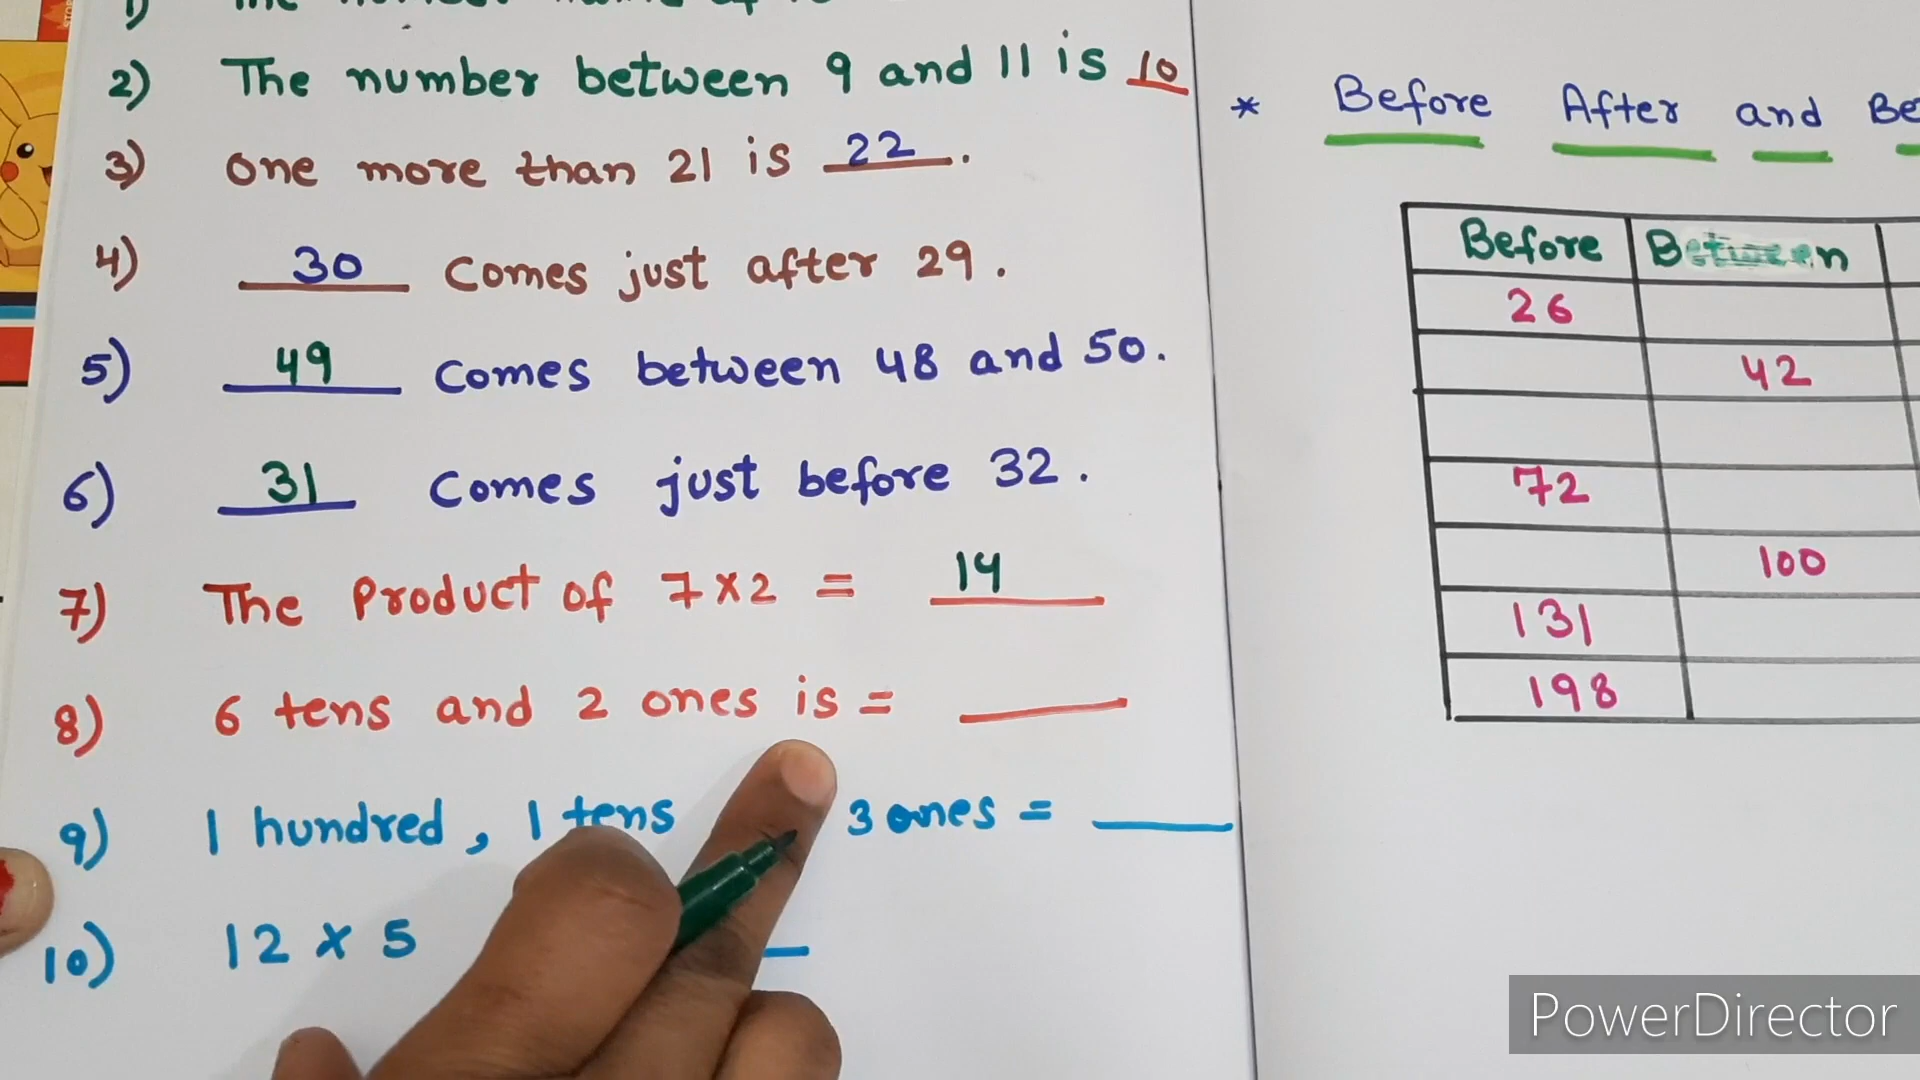 1)
2) The number between 9 and 11 is 10
3) one more than 21 is 22.
4) 30 comes just after 29.
5) 49 comes between 48 and 50.
6) 31 comes just before 32.
7) The Product of 7x2 = 14
8) 6 tens and 2 ones is =
9) 1 hundred, 1 tens 3 ones =
10) 12 x 5
* Before After and Be
Before Between
26
42
72
100
131
198
PowerDirector